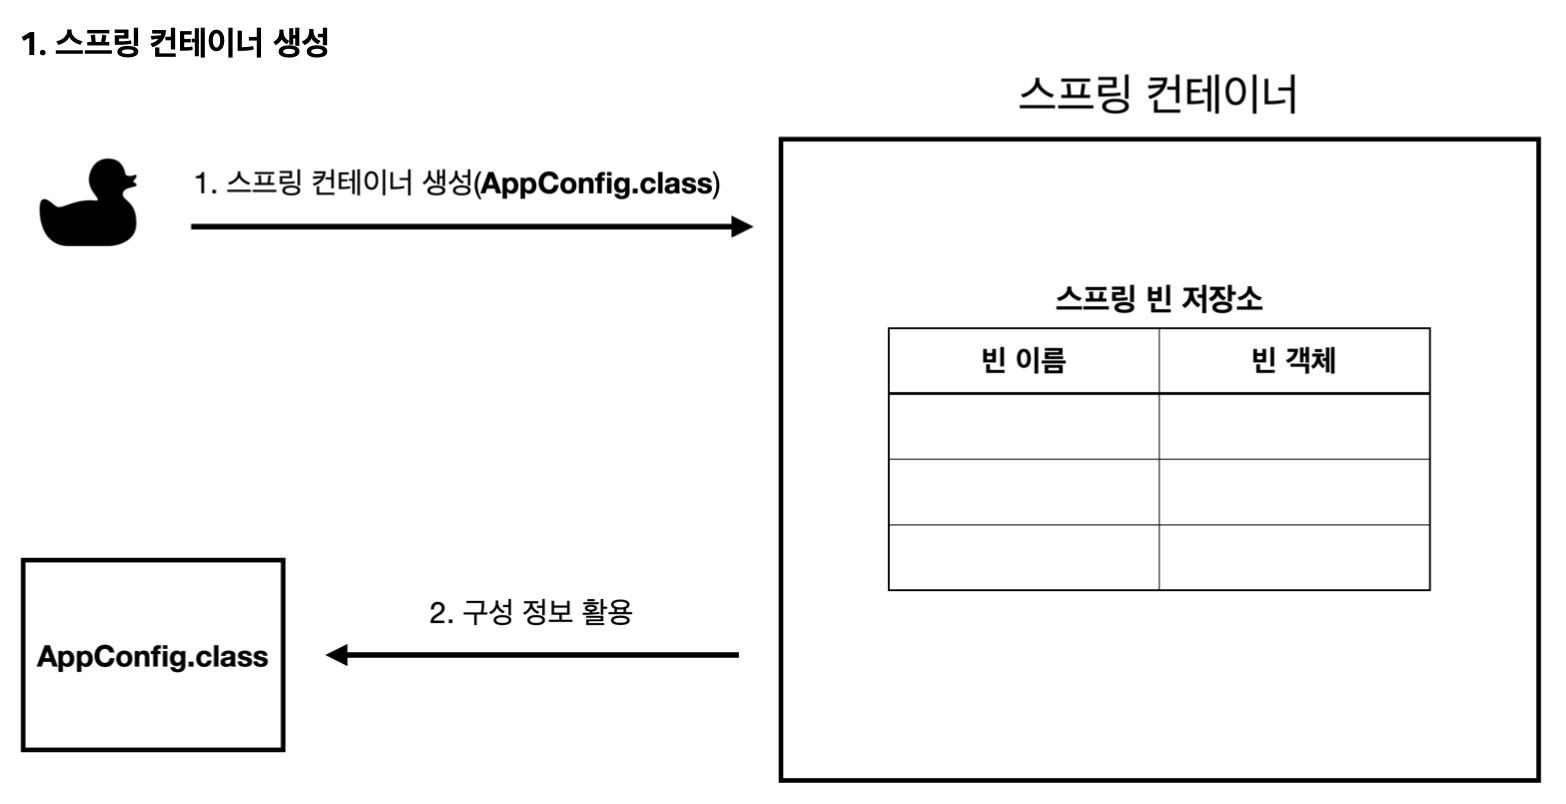 1. 스프링 컨테이너 생성
스프링 컨테이너
1. 스프링 컨테이너 생성(AppConfig.class)
스프링 빈 저장소
빈 이름 빈 객체
2. 구성 정보 활용
AppConfig.class